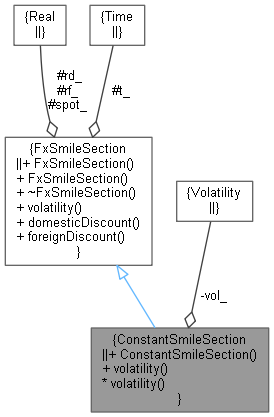 {Real
||}
{Time
||}
#rd_
#rf_
#spot_
#t_
{FxSmileSection
||+ FxSmileSection()
+ FxSmileSection()
+ ~FxSmileSection()
+ volatility()
+ domesticDiscount()
+ foreignDiscount()
}
{Volatility
||}
-vol_
{ConstantSmileSection
||+ ConstantSmileSection()
+ volatility()
* volatility()
}